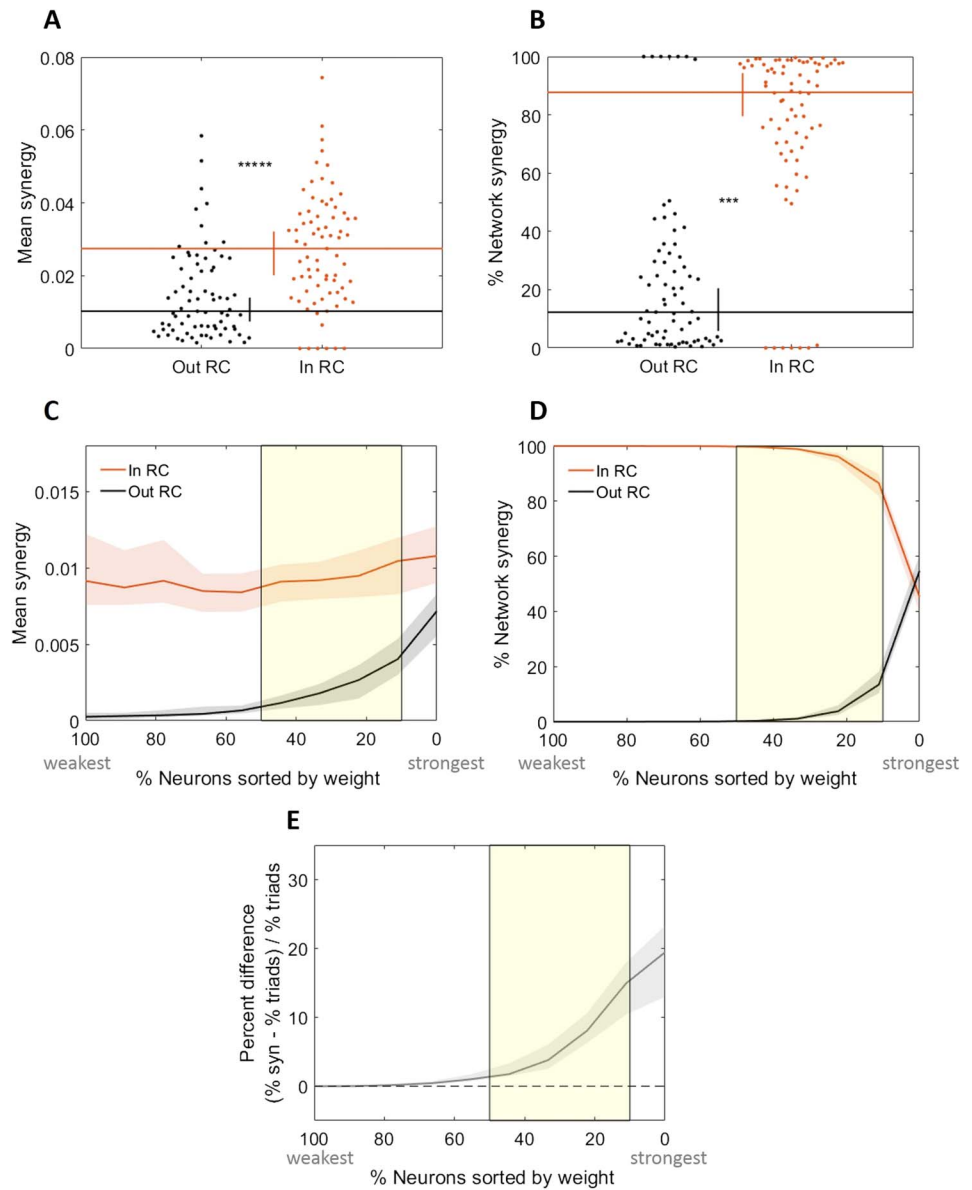 A
0.08
0.06
0.04
0.02
0
Mean synergy
*****
Out RC
In RC
B
100
80
60
40
20
0
% Network synergy
***
Out RC
In RC
C
In RC
Out RC
0.015
0.01
0.005
0
Mean synergy
100 80 60 40 20 0
weakest strongest
% Neurons sorted by weight
D
In RC
Out RC
100
80
60
40
20
0
% Network synergy
100 80 60 40 20 0
weakest strongest
% Neurons sorted by weight
E
30
20
10
0
Percent difference
(% syn - % triads) / % triads
100 80 60 40 20 0
weakest strongest
% Neurons sorted by weight